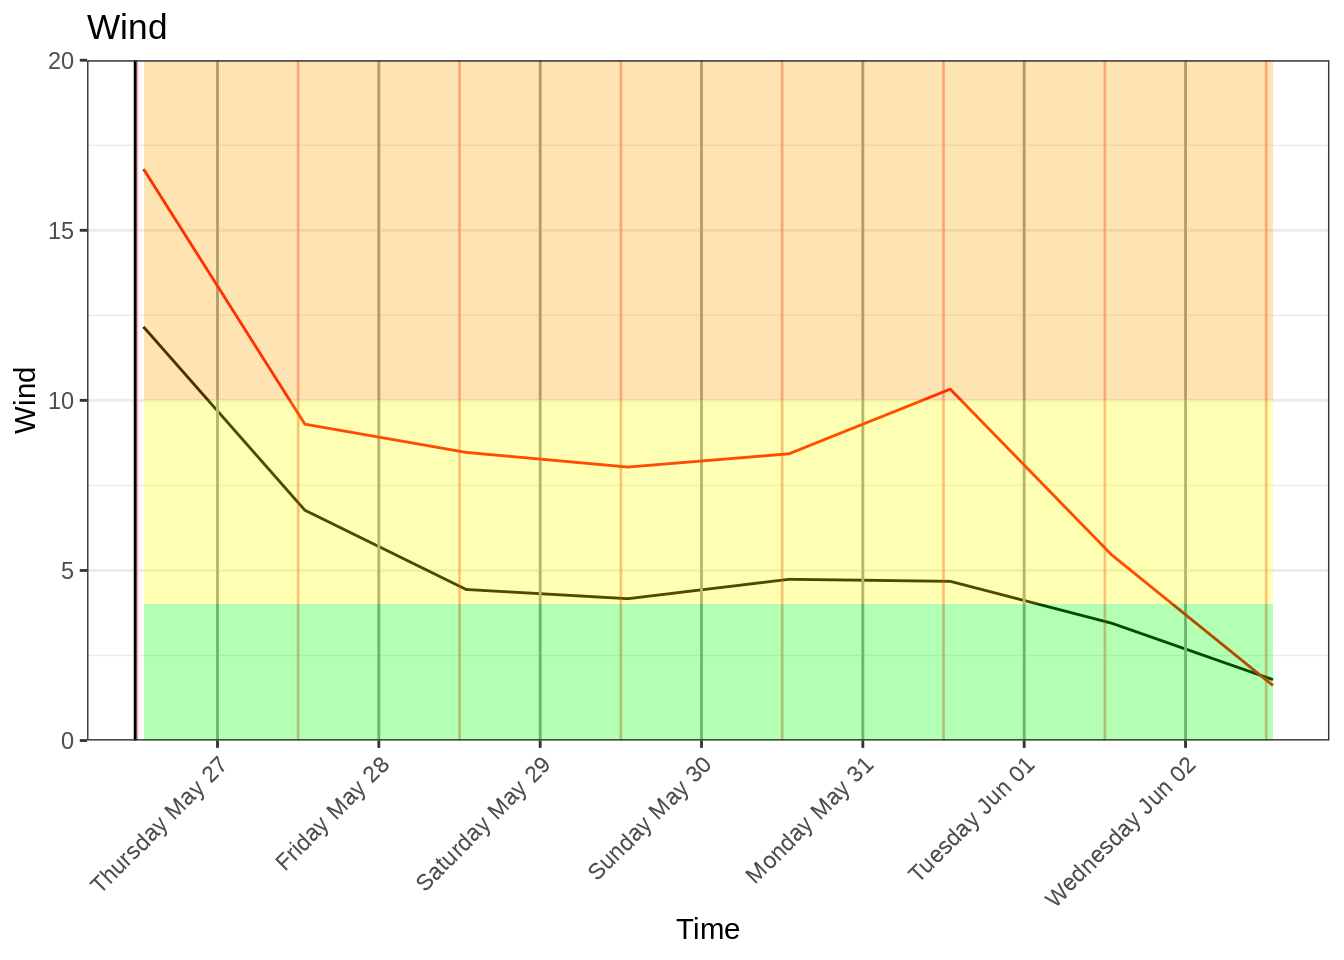 Wind
20
15
10
5
0
Wind
Thursday May 27
Friday May 28
Saturday May 29
Sunday May 30
Monday May 31
Tuesday Jun 01
Wednesday Jun 02
Time